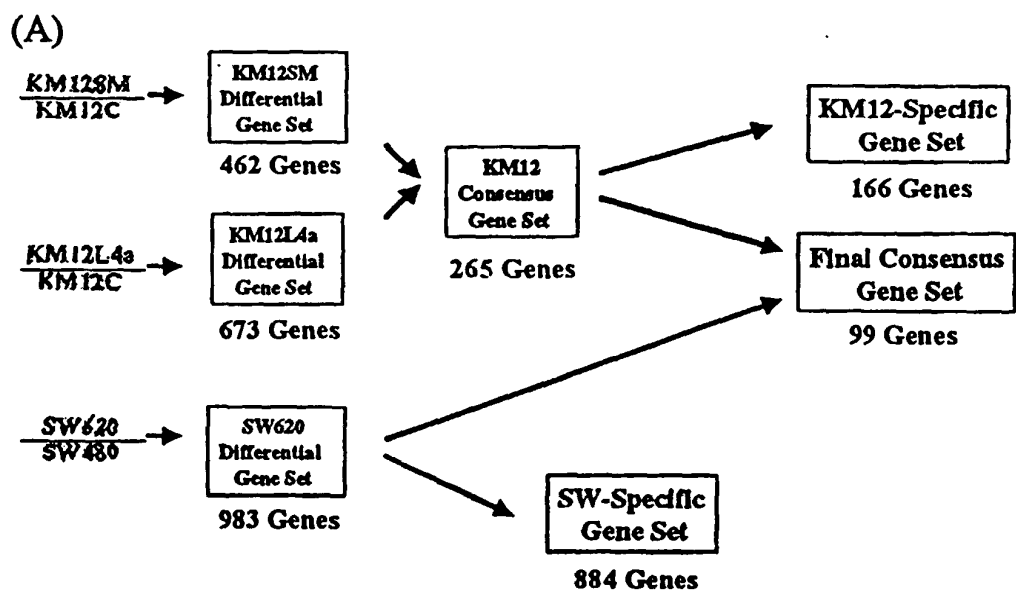 (A)
KM12SM
KM12C
KM12SM
Differential
Gene Set
462 Genes
KM12L4a
KM12C
KM12L4a
Differential
Gene Set
673 Genes
SW620
SW480
SW620
Differential
Gene Set
983 Genes
KM12
Consensus
Gene Set
265 Genes
KM12-Specific
Gene Set
166 Genes
Final Consensus
Gene Set
99 Genes
SW-Specific
Gene Set
884 Genes